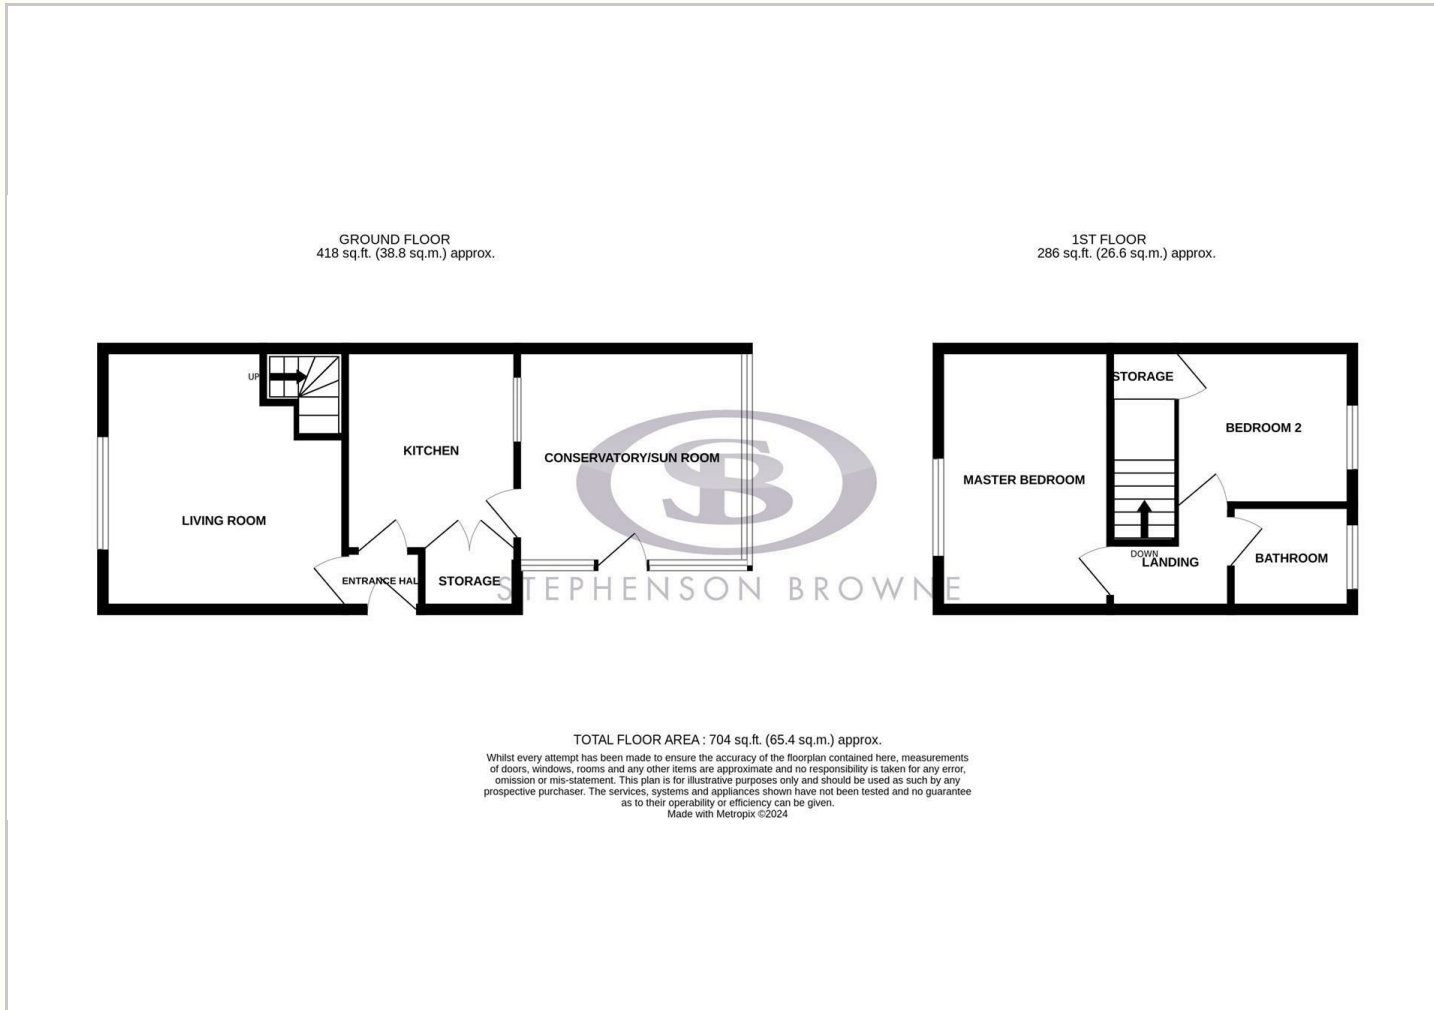 GROUND FLOOR
418 sq.ft. (38.8 sq.m.) approx.
1ST FLOOR
286 sq.ft. (26.6 sq.m.) approx.
UP
KITCHEN
CONSERVATORY/SUN ROOM
LIVING ROOM
ENTRANCE HAL
STORAGE
STORAGE
BEDROOM 2
MASTER BEDROOM
DOWN
LANDING
BATHROOM
SB
STEPHENSON BROWNE
TOTAL FLOOR AREA : 704 sq.ft. (65.4 sq.m.) approx.
Whilst every attempt has been made to ensure the accuracy of the floorplan contained here, measurements
of doors, windows, rooms and any other items are approximate and no responsibility is taken for any error,
omission or mis-statement. This plan is for illustrative purposes only and should be used as such by any
prospective purchaser. The services, systems and appliances shown have not been tested and no guarantee
as to their operability or efficiency can be given.
Made with Metropix ©2024